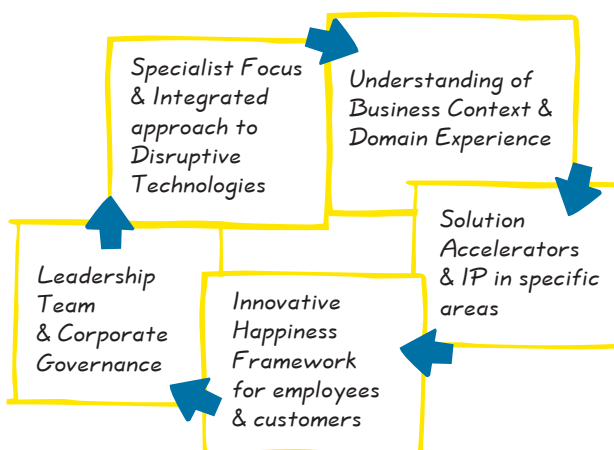 Specialist Focus
& Integrated
approach to
Disruptive
Technologies
Understanding of
Business Context &
Domain Experience
Solution
Accelerators
& IP in specific
areas
Innovative
Happiness
Framework
for employees
& customers
Leadership
Team
& Corporate
Governance